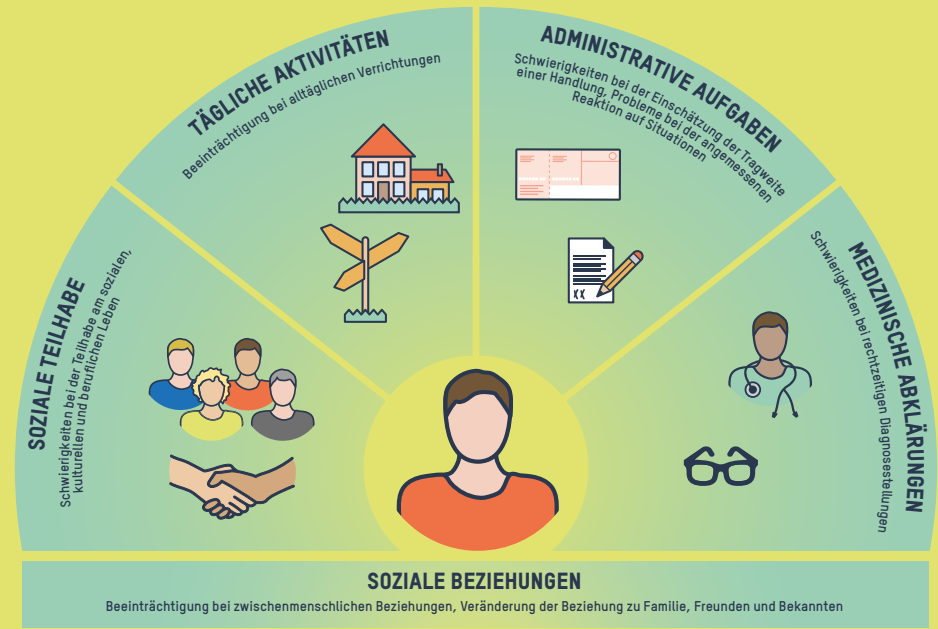 SOZIALE TEILHABE
Schwierigkeiten bei der Teilhabe am sozialen,
kulturellen und beruflichen Leben
TÄGLICHE AKTIVITÄTEN
Beeinträchtigung bei alltäglichen Verrichtungen
ADMINISTRATIVE AUFGABEN
Schwierigkeiten bei der Einschätzung der Tragweite
einer Handlung, Probleme bei der angemessenen
Reaktion auf Situationen
XX
MEDIZINISCHE ABKLÄRUNGEN
Schwierigkeiten bei rechtzeitigen Diagnosestellungen
SOZIALE BEZIEHUNGEN
Beeinträchtigung bei zwischenmenschlichen Beziehungen, Veränderung der Beziehung zu Familie, Freunden und Bekannten